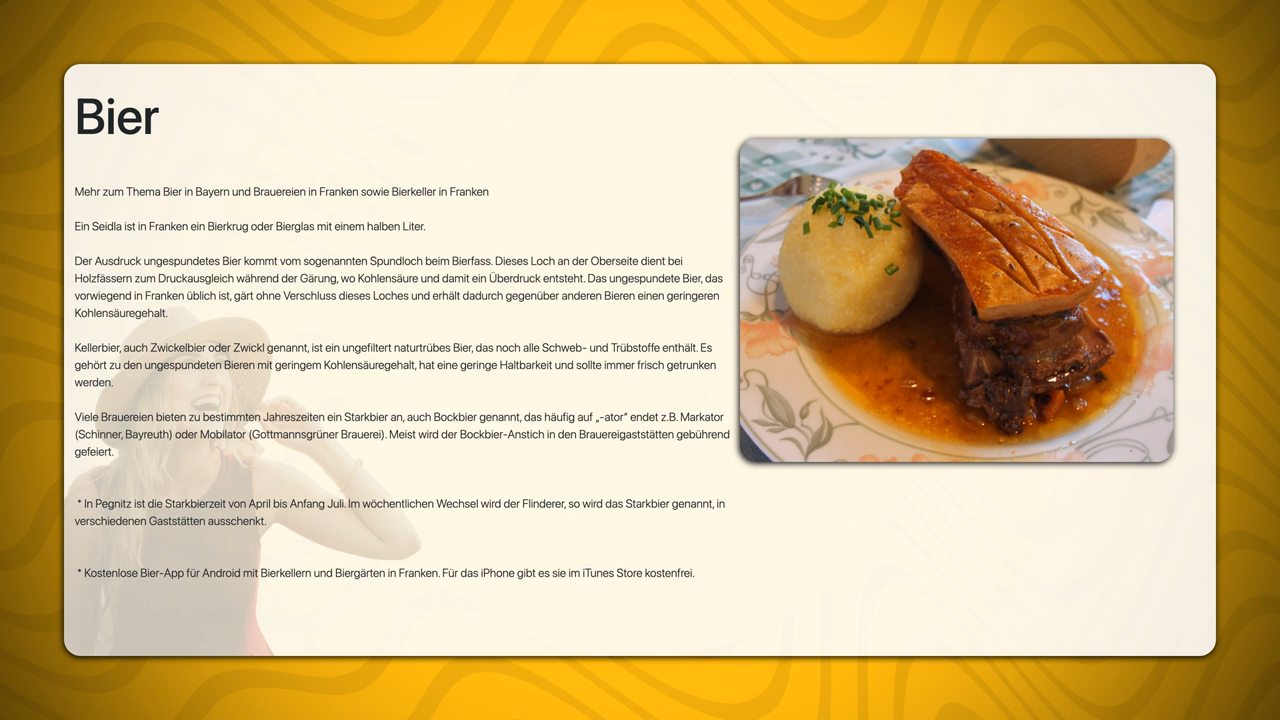 Bier
Mehr zum Thema Bier in Bayern und Brauereien in Franken sowie Bierkeller in Franken
Ein Seidla ist in Franken ein Bierkrug oder Bierglas mit einem halben Liter.
Der Ausdruck ungespundetes Bier kommt vom sogenannten Spundloch beim Bierfass. Dieses Loch an der Oberseite dient bei
Holzfässern zum Druckausgleich während der Gärung, wo Kohlensäure und damit ein Überdruck entsteht. Das ungespundete Bier, das
vorwiegend in Franken üblich ist, gärt ohne Verschluss dieses Loches und erhält dadurch gegenüber anderen Bieren einen geringeren
Kohlensäuregehalt.
Kellerbier, auch Zwickelbier oder Zwickl genannt, ist ein ungefiltert naturtrübes Bier, das noch alle Schweb- und Trübstoffe enthält. Es
gehört zu den ungespundeten Bieren mit geringem Kohlensäuregehalt, hat eine geringe Haltbarkeit und sollte immer frisch getrunken
werden.
Viele Brauereien bieten zu bestimmten Jahreszeiten ein Starkbier an, auch Bockbier genannt, das häufig auf „-ator“ endet z.B. Markator
(Schinner, Bayreuth) oder Mobilator (Gottmannsgrüner Brauerei). Meist wird der Bockbier-Anstich in den Brauereigaststätten gebührend
gefeiert.
* In Pegnitz ist die Starkbierzeit von April bis Anfang Juli. Im wöchentlichen Wechsel wird der Flinderer, so wird das Starkbier genannt, in
verschiedenen Gaststätten ausschenkt.
* Kostenlose Bier-App für Android mit Bierkellern und Biergärten in Franken. Für das iPhone gibt es sie im iTunes Store kostenfrei.